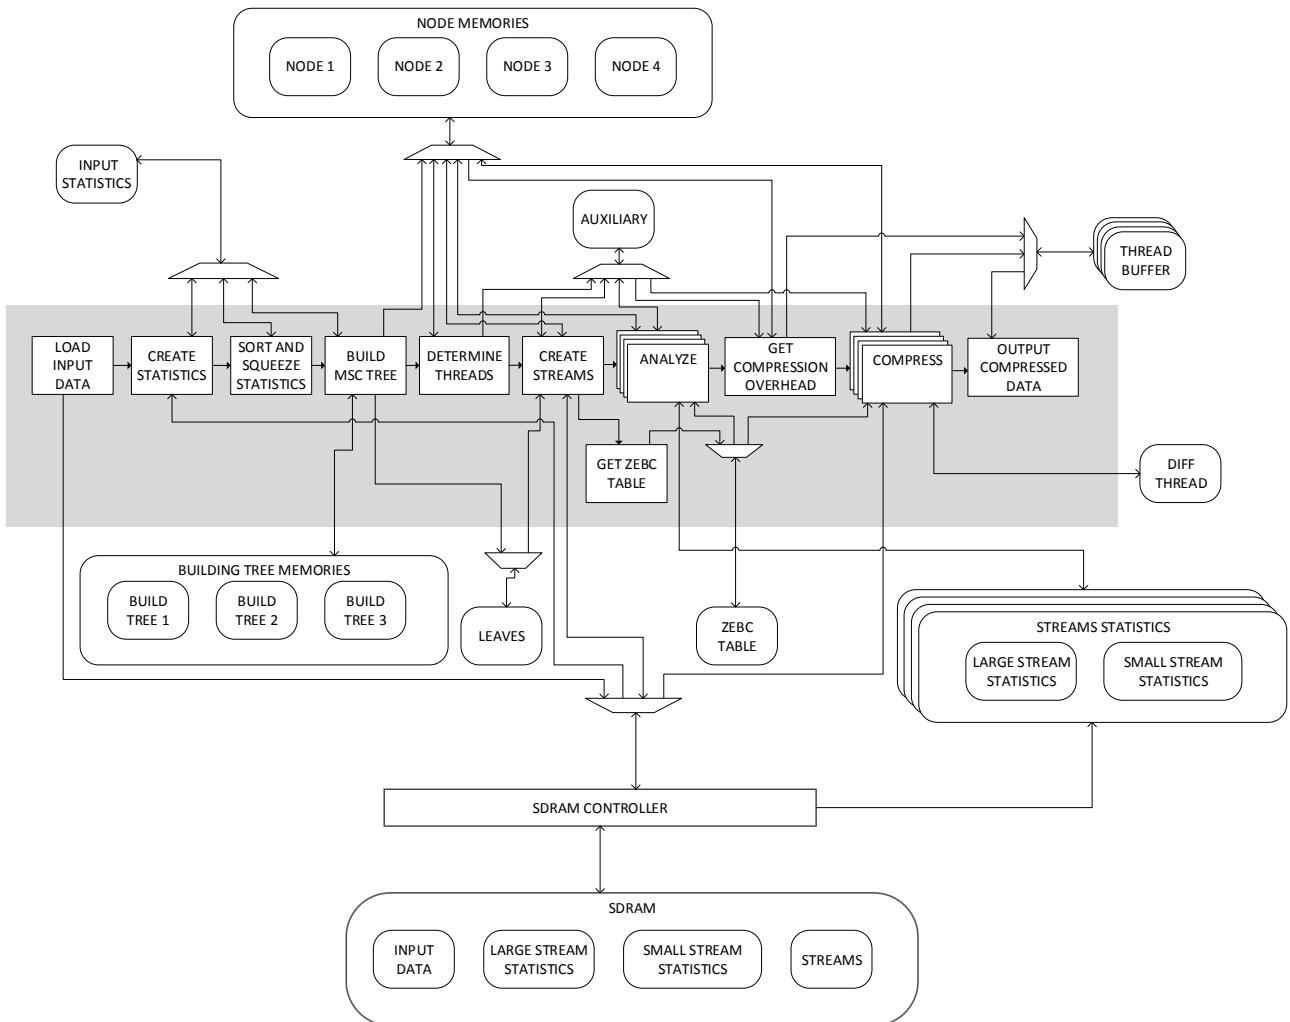 NODE MEMORIES
NODE 1
NODE 2
NODE 3
NODE 4
INPUT
STATISTICS
AUXILIARY
THREAD
BUFFER
LOAD
INPUT
DATA
CREATE
STATISTICS
SORT AND
SQUEEZE
STATISTICS
BUILD
MSC TREE
DETERMINE
THREADS
CREATE
STREAMS
ANALYZE
GET
COMPRESSION
OVERHEAD
COMPRESS
OUTPUT
COMPRESSED
DATA
GET ZEBC
TABLE
DIFF
THREAD
BUILDING TREE MEMORIES
BUILD
TREE 1
BUILD
TREE 2
BUILD
TREE 3
LEAVES
ZEBC
TABLE
STREAMS STATISTICS
LARGE STREAM
STATISTICS
SMALL STREAM
STATISTICS
SDRAM CONTROLLER
SDRAM
INPUT
DATA
LARGE STREAM
STATISTICS
SMALL STREAM
STATISTICS
STREAMS